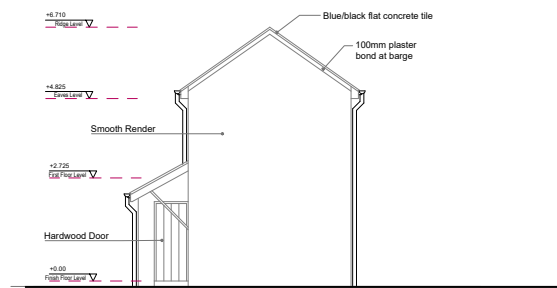 +6.710
Ridge Level
Blue/black flat concrete tile
100mm plaster
bond at barge
+4.825
Eaves Level
Smooth Render
+2.725
First Floor Level
Hardwood Door
+0.00
Finish Floor Level